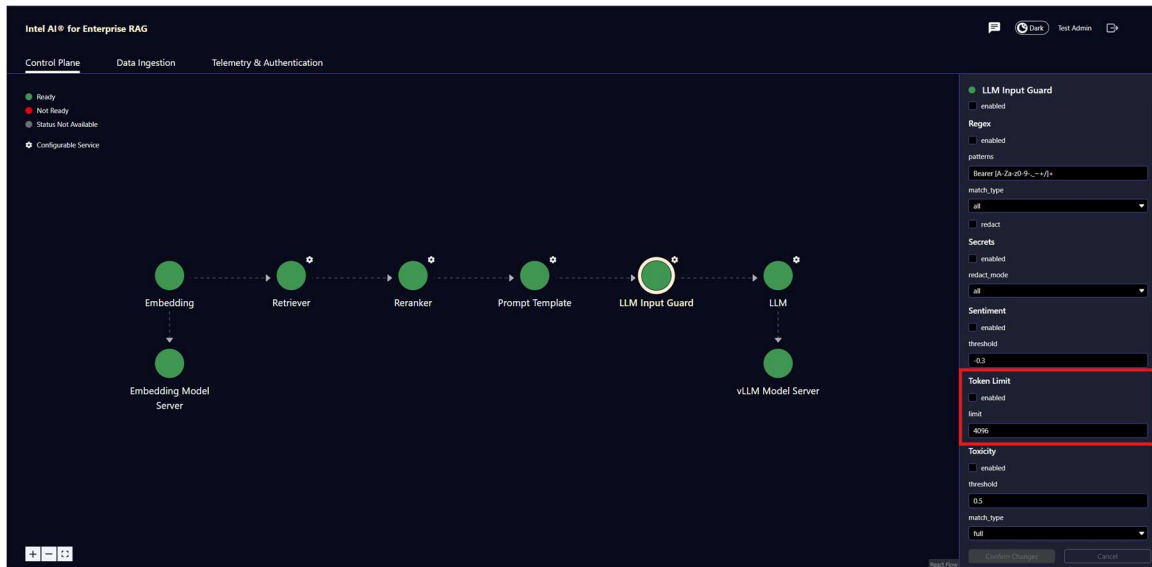 Intel AI® for Enterprise RAG
Dark
Test Admin
Control Plane
Data Ingestion
Telemetry & Authentication
Ready
Not Ready
Status Not Available
Configurable Service
Embedding
Retriever
Reranker
Prompt Template
LLM Input Guard
LLM
Embedding Model
Server
vLLM Model Server
LLM Input Guard
enabled
Regex
enabled
patterns
Bearer [A-Za-z0-9-._~+/]+
match_type
all
redact
Secrets
enabled
redact_mode
all
Sentiment
enabled
threshold
-0.3
Token Limit
enabled
limit
4096
Toxicity
enabled
threshold
0.5
match_type
full
Confirm Changes
Cancel
React Flow